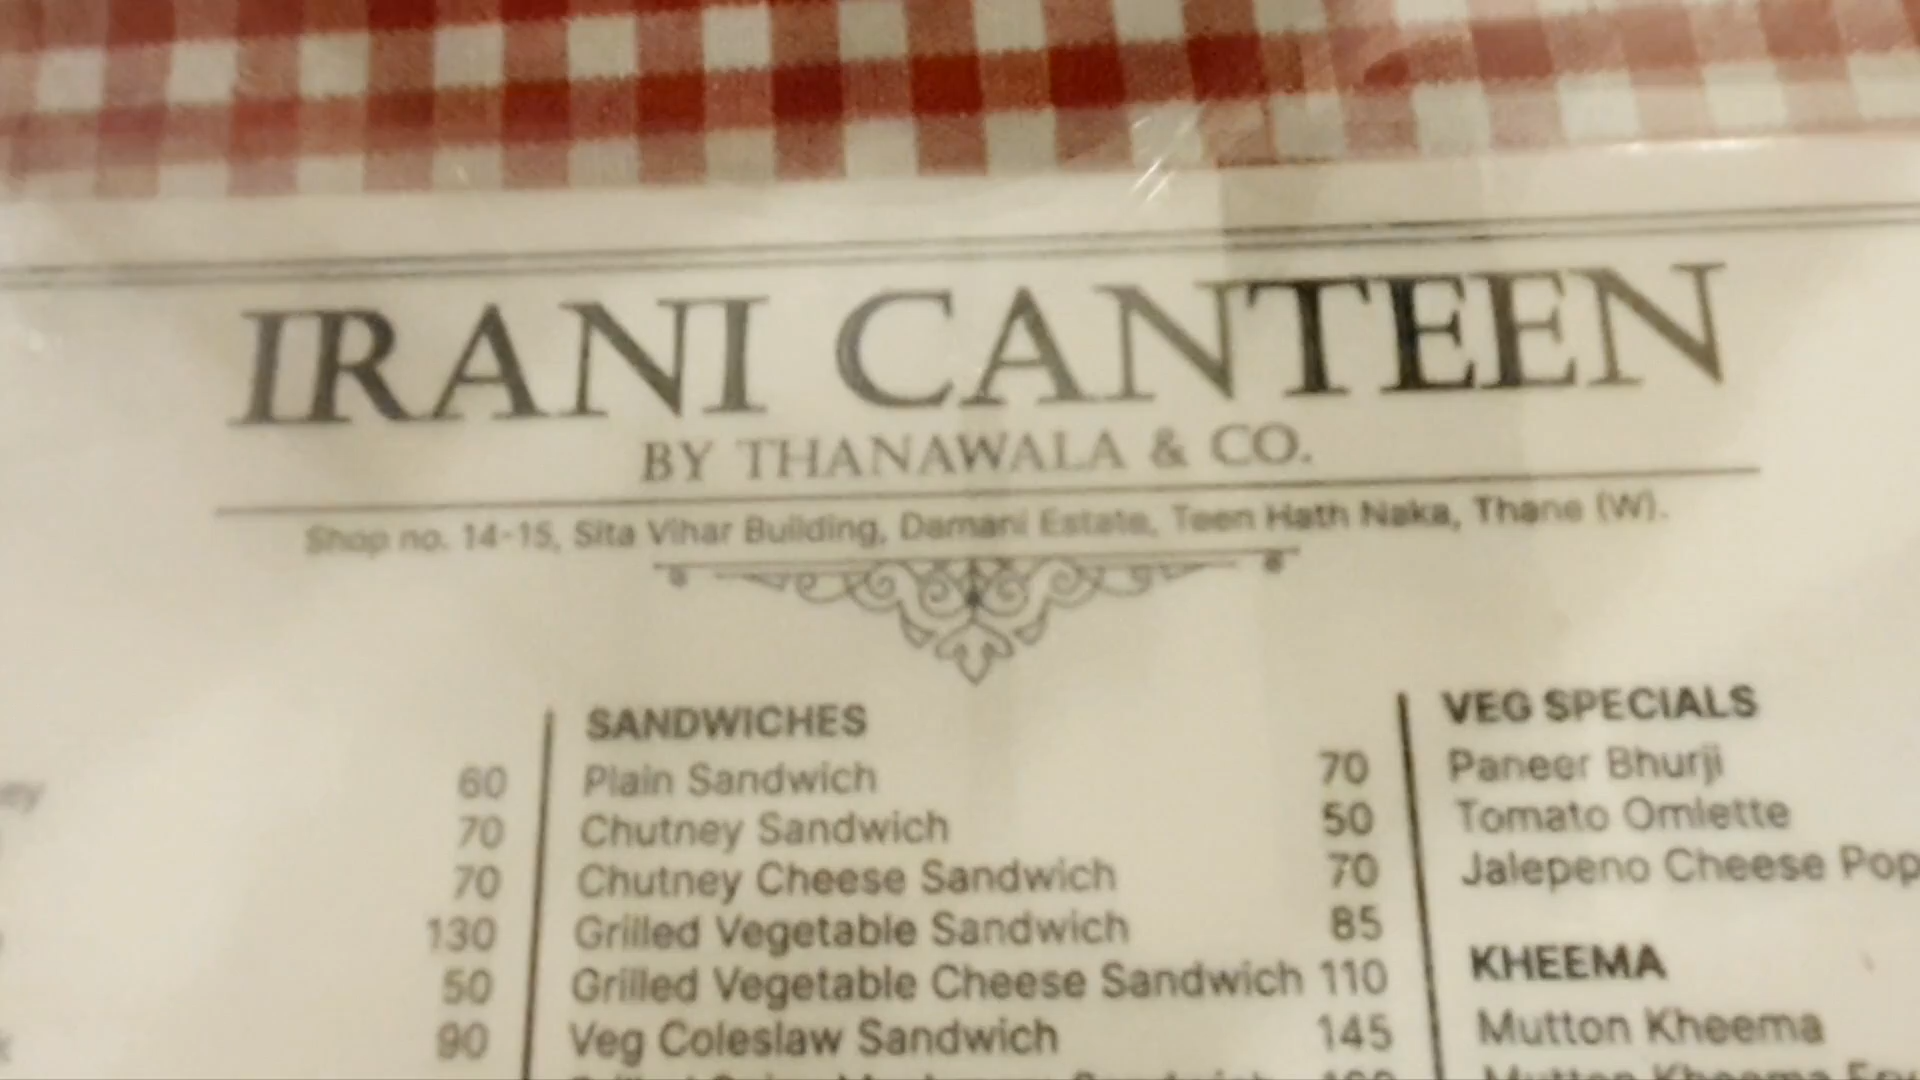 IRANI CANTEEN
BY THANAWALA & CO.
Shop no. 14-15, Sita Vihar Building, Damani Estate, Teen Hath Naka, Thane (W).
60
70
70
130
50
90
SANDWICHES
Plain Sandwich 70
Chutney Sandwich 50
Chutney Cheese Sandwich 70
Grilled Vegetable Sandwich 85
Grilled Vegetable Cheese Sandwich 110
Veg Coleslaw Sandwich 145
VEG SPECIALS
Paneer Bhurji
Tomato Omlette
Jalepeno Cheese Pop
KHEEMA
Mutton Kheema
Mutton Kheema